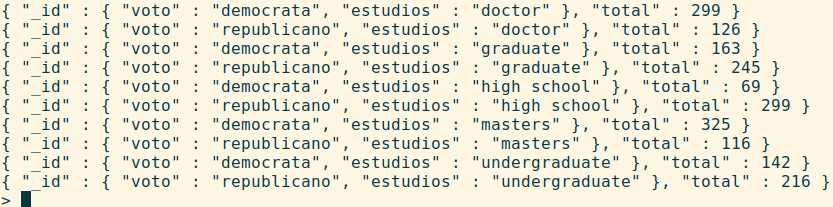 { "_id" : { "voto" : "democrata", "estudios" : "doctor" }, "total" : 299 }
{ "_id" : { "voto" : "republicano", "estudios" : "doctor" }, "total" : 126 }
{ "_id" : { "voto" : "democrata", "estudios" : "graduate" }, "total" : 163 }
{ "_id" : { "voto" : "republicano", "estudios" : "graduate" }, "total" : 245 }
{ "_id" : { "voto" : "democrata", "estudios" : "high school" }, "total" : 69 }
{ "_id" : { "voto" : "republicano", "estudios" : "high school" }, "total" : 299 }
{ "_id" : { "voto" : "democrata", "estudios" : "masters" }, "total" : 325 }
{ "_id" : { "voto" : "republicano", "estudios" : "masters" }, "total" : 116 }
{ "_id" : { "voto" : "democrata", "estudios" : "undergraduate" }, "total" : 142 }
{ "_id" : { "voto" : "republicano", "estudios" : "undergraduate" }, "total" : 216 }
>